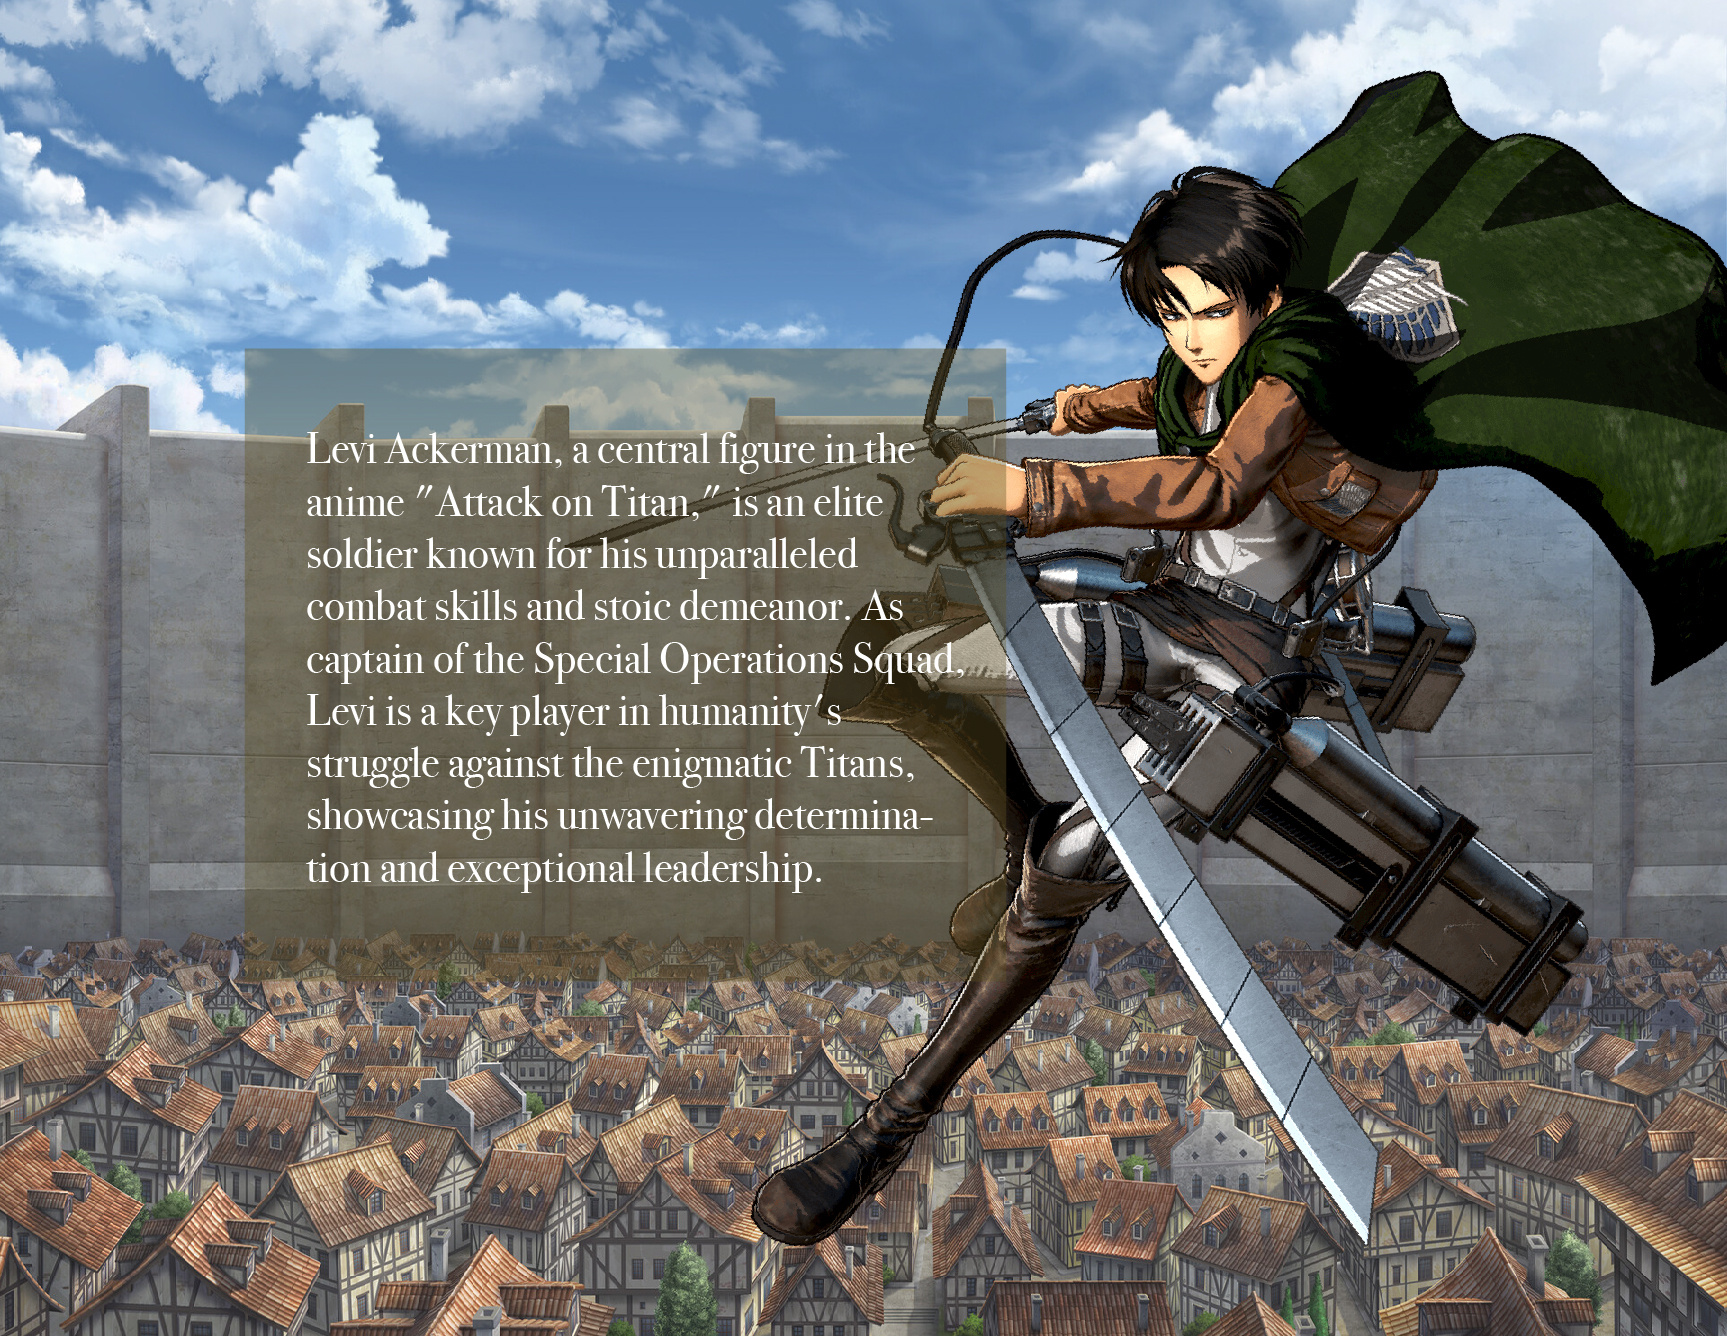 Levi Ackerman, a central figure in the
anime "Attack on Titan," is an elite
soldier known for his unparalleled
combat skills and stoic demeanor. As
captain of the Special Operations Squad,
Levi is a key player in humanity's
struggle against the enigmatic Titans,
showcasing his unwavering determina-
tion and exceptional leadership.